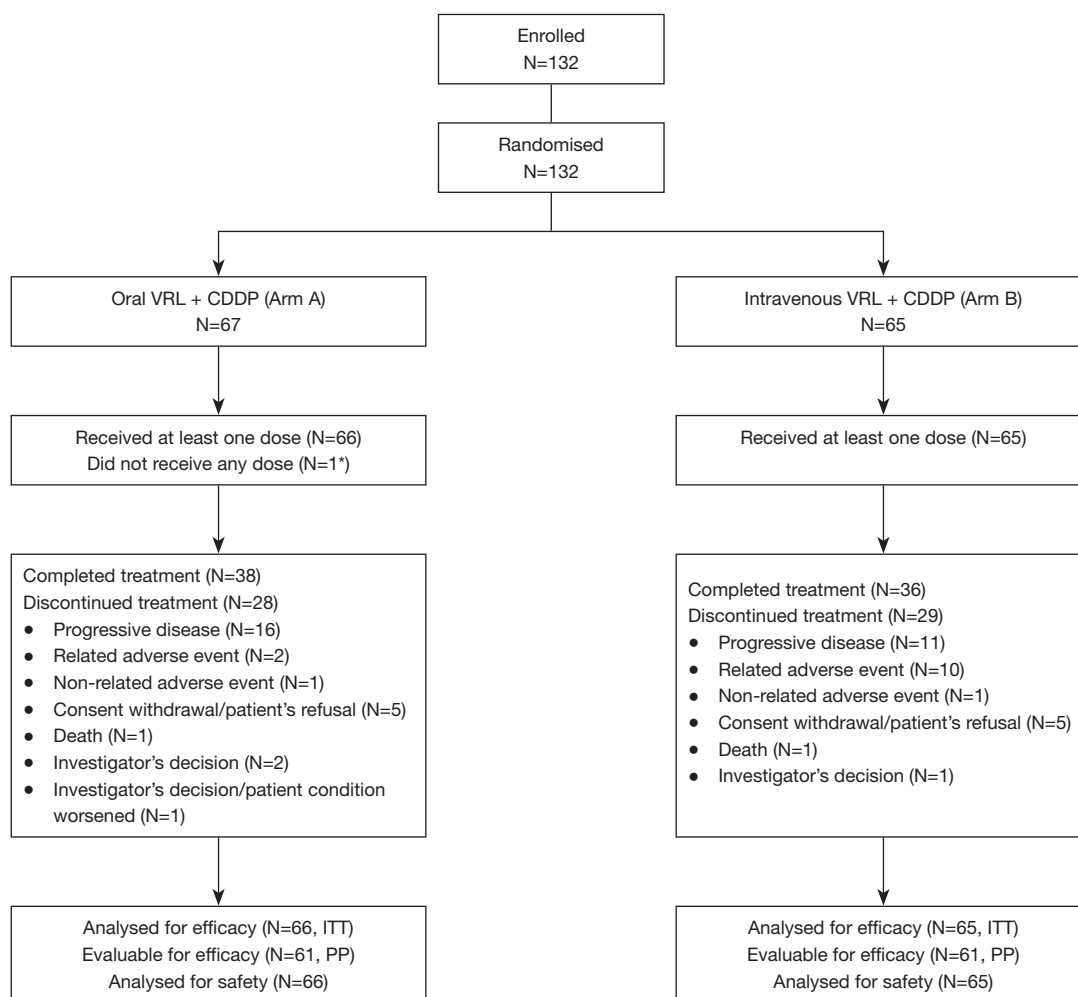 Enrolled
N=132
Randomised
N=132
Oral VRL + CDDP (Arm A)
N=67
Intravenous VRL + CDDP (Arm B)
N=65
Received at least one dose (N=66)
Did not receive any dose (N=1*)
Received at least one dose (N=65)
Completed treatment (N=38)
Discontinued treatment (N=28)
● Progressive disease (N=16)
● Related adverse event (N=2)
● Non-related adverse event (N=1)
● Consent withdrawal/patient's refusal (N=5)
● Death (N=1)
● Investigator's decision (N=2)
● Investigator's decision/patient condition
worsened (N=1)
Completed treatment (N=36)
Discontinued treatment (N=29)
● Progressive disease (N=11)
● Related adverse event (N=10)
● Non-related adverse event (N=1)
● Consent withdrawal/patient's refusal (N=5)
● Death (N=1)
● Investigator's decision (N=1)
Analysed for efficacy (N=66, ITT)
Evaluable for efficacy (N=61, PP)
Analysed for safety (N=66)
Analysed for efficacy (N=65, ITT)
Evaluable for efficacy (N=61, PP)
Analysed for safety (N=65)